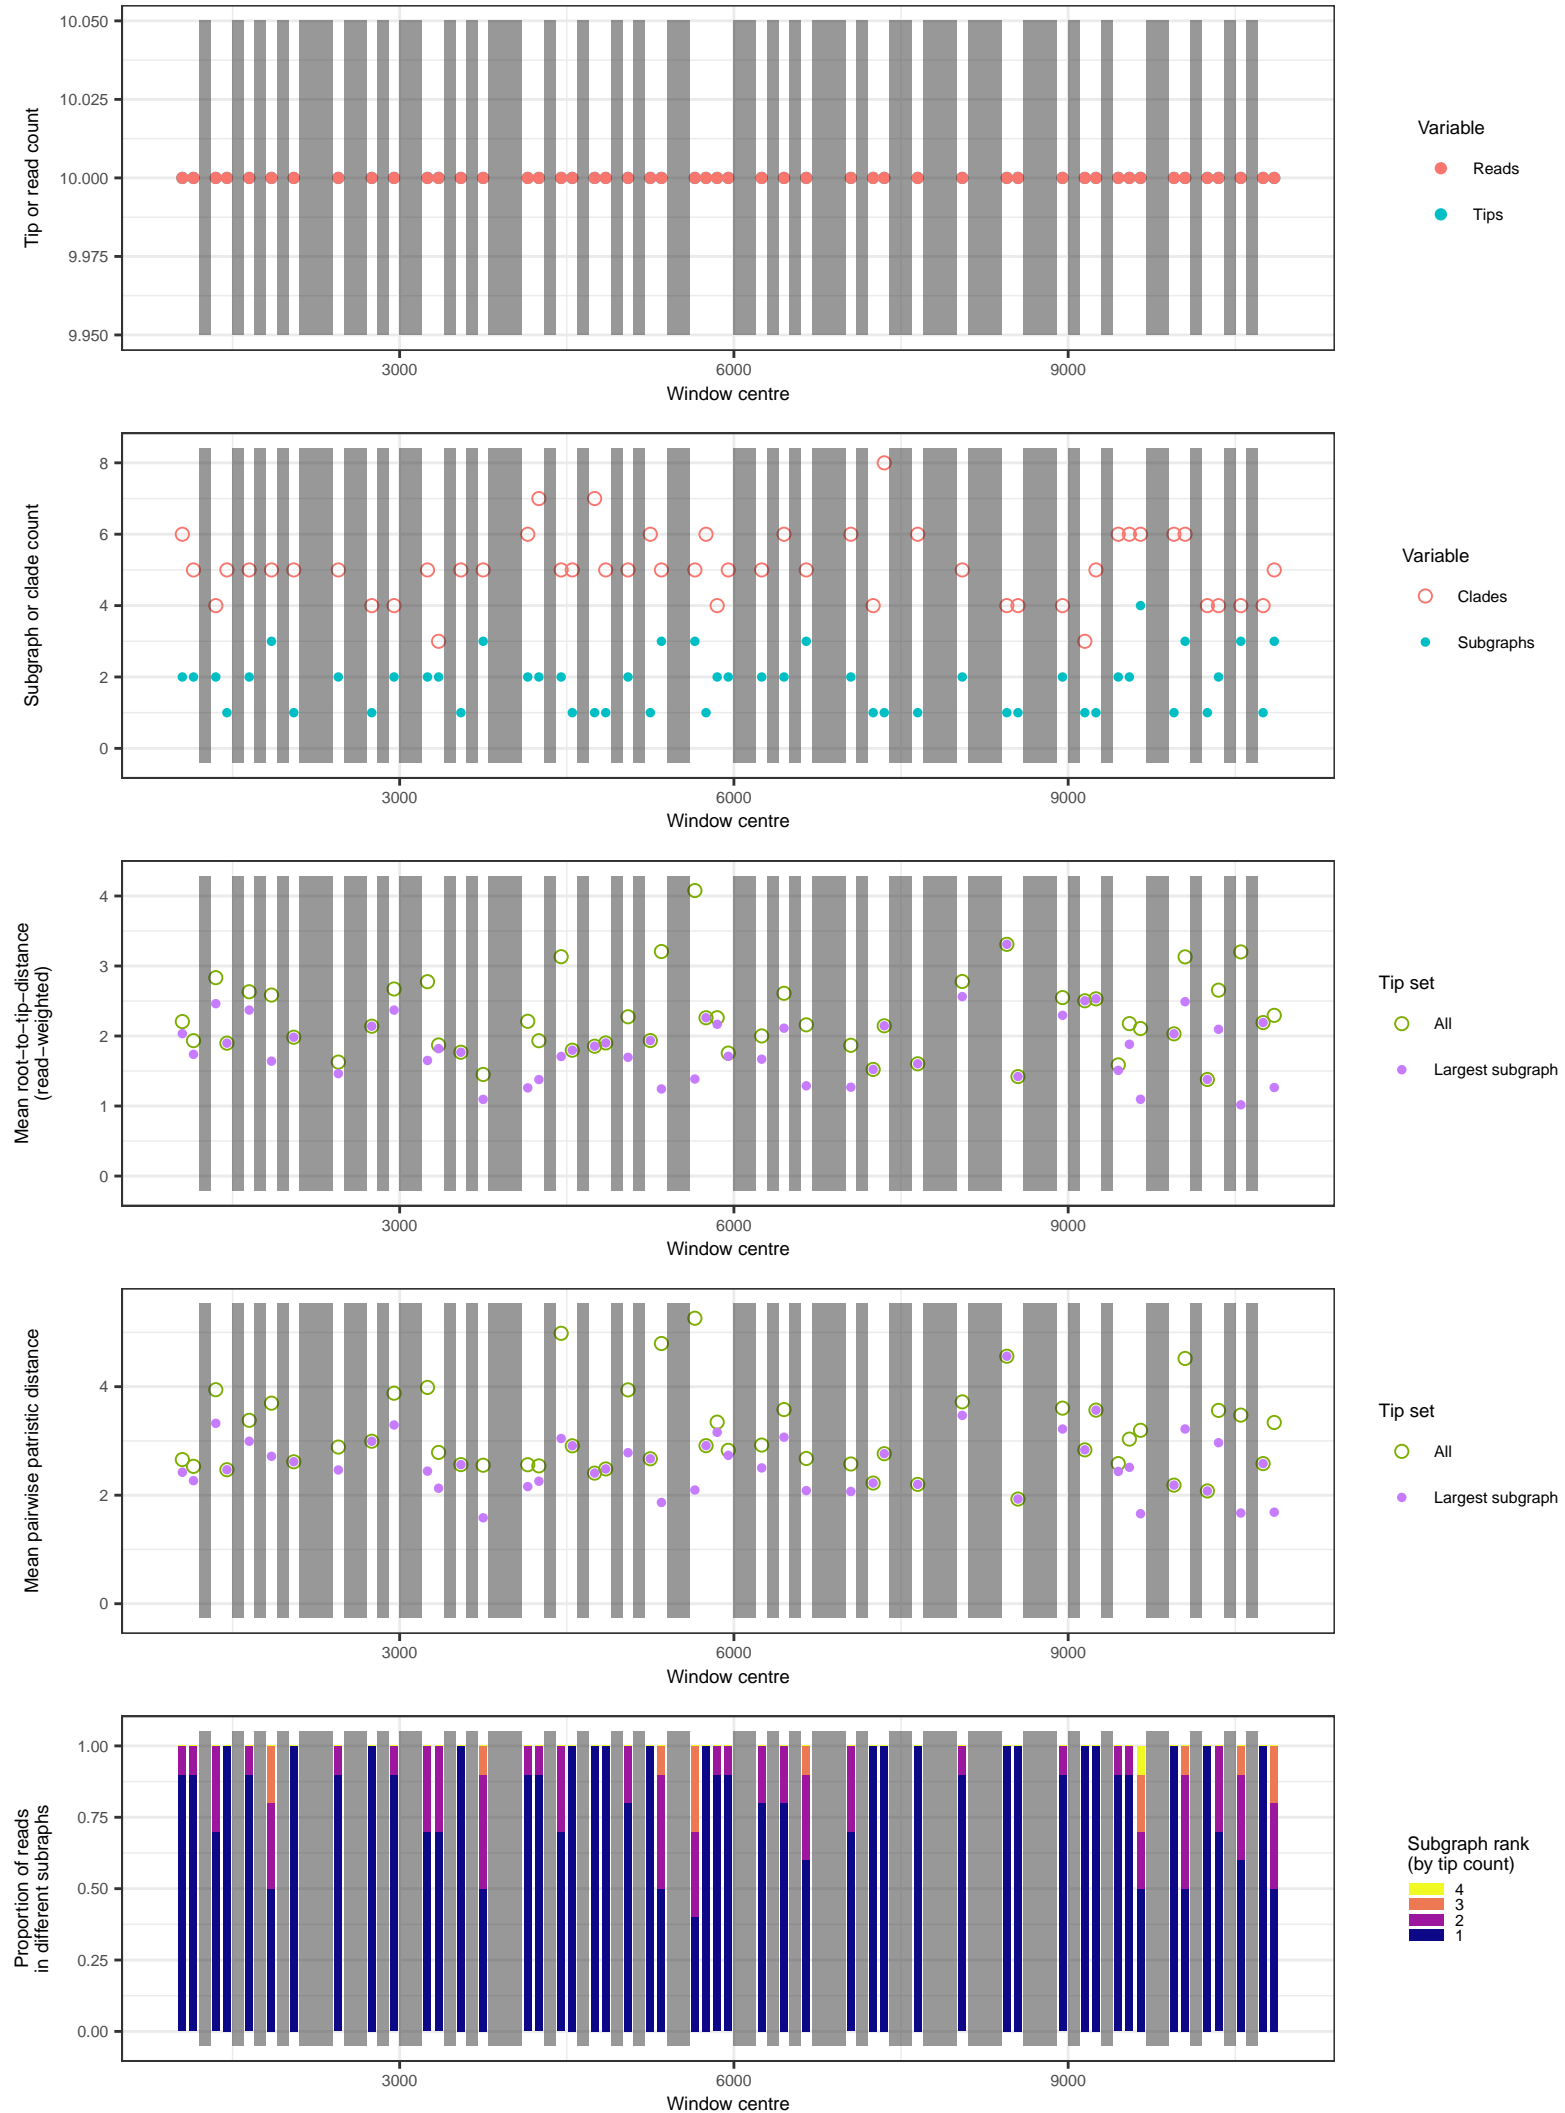 10.050
10.025
10.000
9.975
9.950
Tip or read count
3000
6000
9000
Window centre
Variable
Reads
Tips
8
6
4
2
0
Subgraph or clade count
3000
6000
9000
Window centre
Variable
Clades
Subgraphs
4
3
2
1
0
Mean root−to−tip−distance
(read−weighted)
3000
6000
9000
Window centre
Tip set
All
Largest subgraph
4
2
0
Mean pairwise patristic distance
3000
6000
9000
Window centre
Tip set
All
Largest subgraph
1.00
0.75
0.50
0.25
0.00
Proportion of reads
in different subraphs
3000
6000
9000
Window centre
Subgraph rank
(by tip count)
4
3
2
1